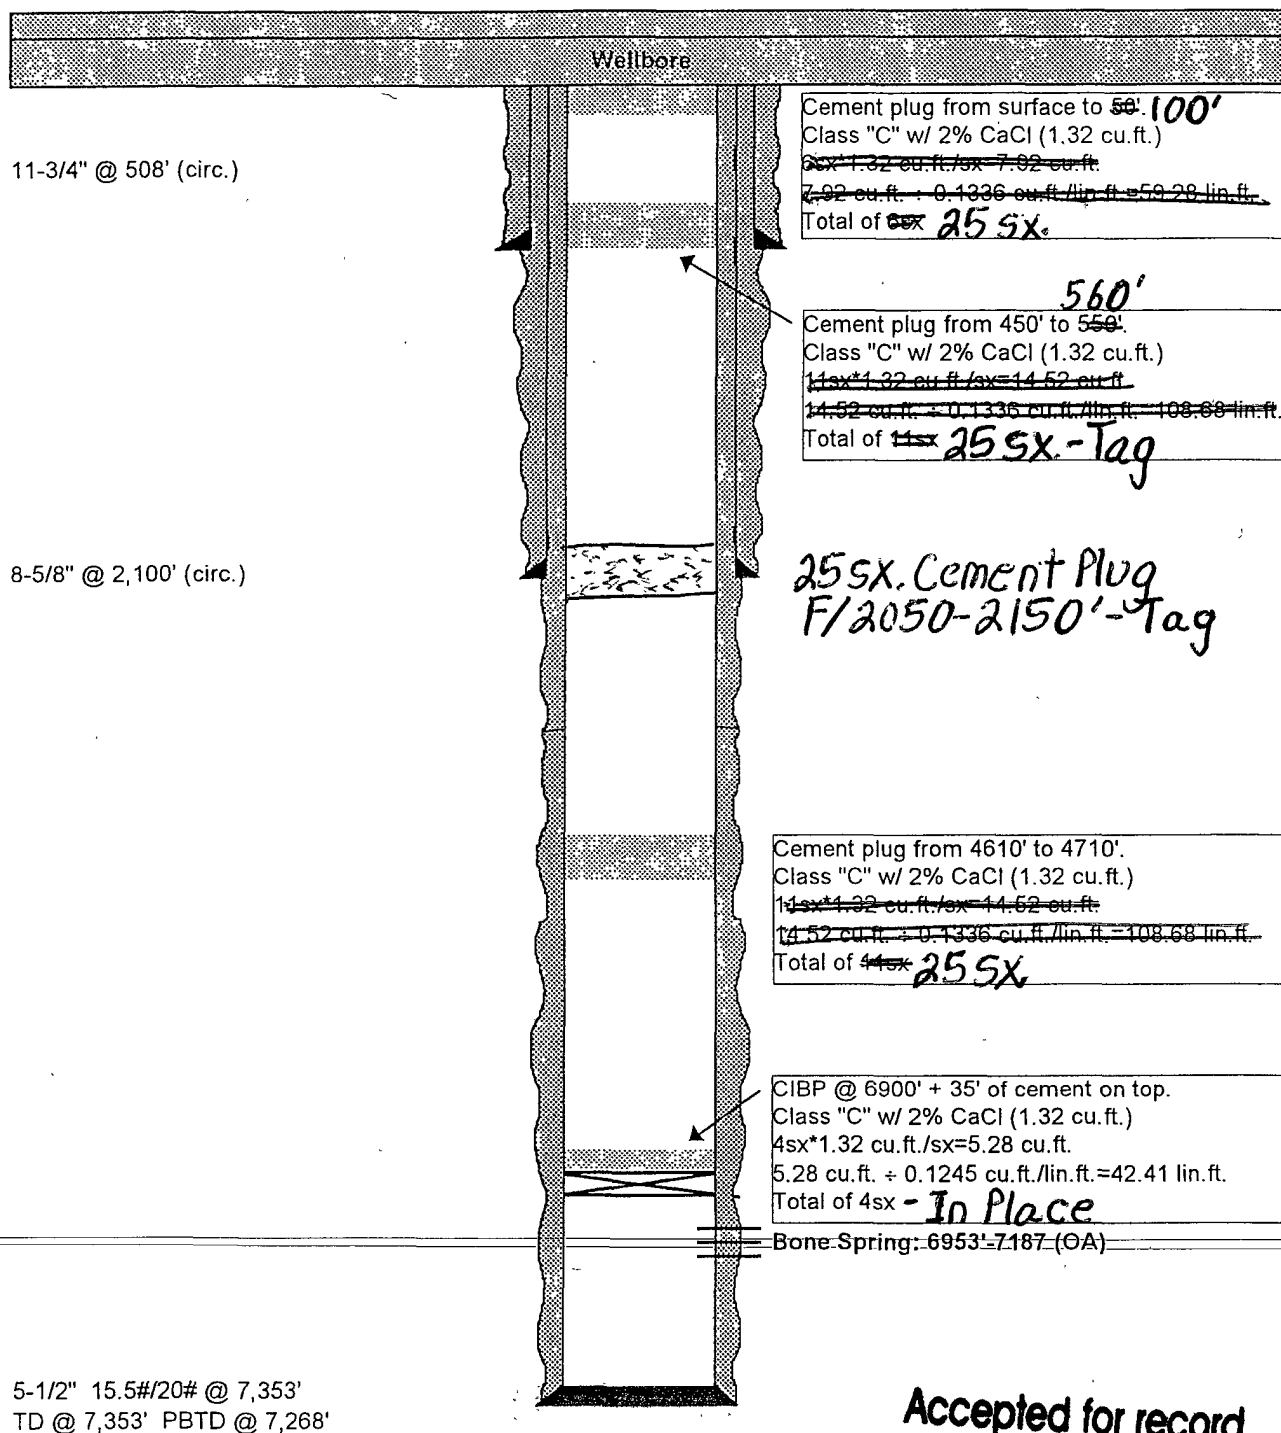 Wellbore
11-3/4" @ 508' (circ.)
Cement plug from surface to 50'. 100'
Class "C" w/ 2% CaCl (1.32 cu.ft.)
6sx*1.32 cu.ft./sx=7.92 cu.ft.
7.92 cu.ft. ÷ 0.1336 cu.ft./lin.ft.=59.28 lin.ft.
Total of 6sx 25 sx.
560'
Cement plug from 450' to 550'.
Class "C" w/ 2% CaCl (1.32 cu.ft.)
11sx*1.32 cu.ft./sx=14.52 cu.ft.
14.52 cu.ft. ÷ 0.1336 cu.ft./lin.ft.=108.68 lin.ft.
Total of 11sx 25 sx.-Tag
8-5/8" @ 2,100' (circ.)
25 sx. Cement Plug
F/2050-2150'-Tag
Cement plug from 4610' to 4710'.
Class "C" w/ 2% CaCl (1.32 cu.ft.)
11sx*1.32 cu.ft./sx=14.52 cu.ft.
14.52 cu.ft. ÷ 0.1336 cu.ft./lin.ft.=108.68 lin.ft.
Total of 11sx 25 SX
CIBP @ 6900' + 35' of cement on top.
Class "C" w/ 2% CaCl (1.32 cu.ft.)
4sx*1.32 cu.ft./sx=5.28 cu.ft.
5.28 cu.ft. ÷ 0.1245 cu.ft./lin.ft.=42.41 lin.ft.
Total of 4sx - In Place
Bone Spring: 6953'-7187 (OA)
5-1/2" 15.5#/20# @ 7,353'
TD @ 7,353' PBTD @ 7,268'
Accepted for record